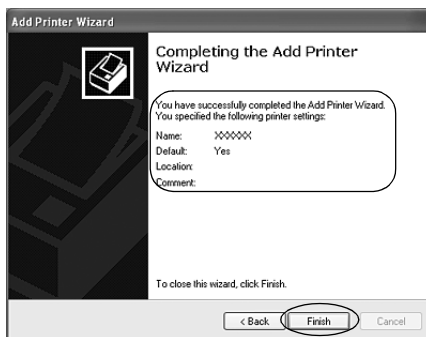 Add Printer Wizard
Completing the Add Printer
Wizard
You have successfully completed the Add Printer Wizard.
You specified the following printer settings:
Name: XXXXXX
Default: Yes
Location:
Comment:
To close this wizard, click Finish.
< Back Finish Cancel